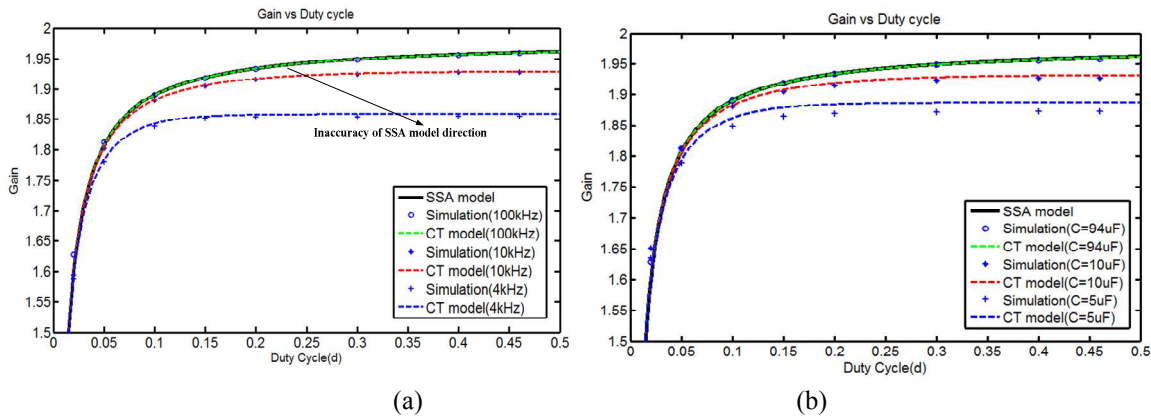 Gain vs Duty cycle
2
1.95
1.9
1.85
1.8
1.75
1.7
1.65
1.6
1.55
1.5
Gain
Inaccuracy of SSA model direction
SSA model
Simulation(100kHz)
CT model(100kHz)
Simulation(10kHz)
CT model(10kHz)
Simulation(4kHz)
CT model(4kHz)
0 0.05 0.1 0.15 0.2 0.25 0.3 0.35 0.4 0.45 0.5
Duty Cycle(d)
(a)
Gain vs Duty cycle
2
1.95
1.9
1.85
1.8
1.75
1.7
1.65
1.6
1.55
1.5
Gain
SSA model
Simulation(C=94uF)
CT model(C=94uF)
Simulation(C=10uF)
CT model(C=10uF)
Simulation(C=5uF)
CT model(C=5uF)
0 0.05 0.1 0.15 0.2 0.25 0.3 0.35 0.4 0.45 0.5
Duty Cycle(d)
(b)